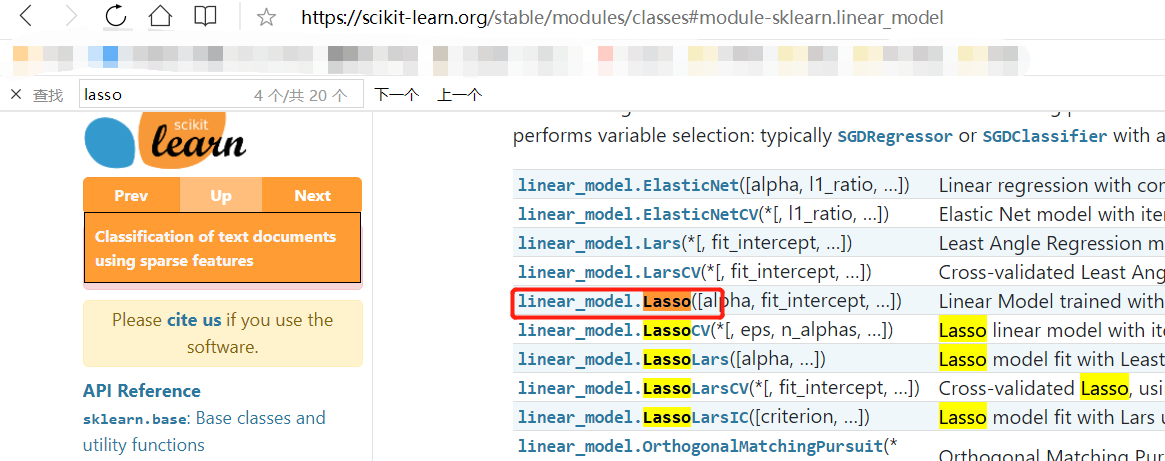 https://scikit-learn.org/stable/modules/classes#module-sklearn.linear_model
查找 lasso 4 个/共 20 个 下一个 上一个
scikit
learn
Prev Up Next
Classification of text documents
using sparse features
Please cite us if you use the
software.
API Reference
sklearn.base: Base classes and
utility functions
performs variable selection: typically SGDRegressor or SGDClassifier with a
linear_model.ElasticNet([alpha, l1_ratio, ...]) Linear regression with con
linear_model.ElasticNetCV(*[, l1_ratio, ...]) Elastic Net model with iter
linear_model.Lars(*[, fit_intercept, ...]) Least Angle Regression m
linear_model.LarsCV(*[, fit_intercept, ...]) Cross-validated Least Ang
linear_model.Lasso([alpha, fit_intercept, ...]) Linear Model trained with
linear_model.LassoCV(*[, eps, n_alphas, ...]) Lasso linear model with ite
linear_model.LassoLars([alpha, ...]) Lasso model fit with Least
linear_model.LassoLarsCV(*[, fit_intercept, ...]) Cross-validated Lasso, usi
linear_model.LassoLarsIC([criterion, ...]) Lasso model fit with Lars u
linear_model.OrthogonalMatchingPursuit(* Orthogonal Matching Pur